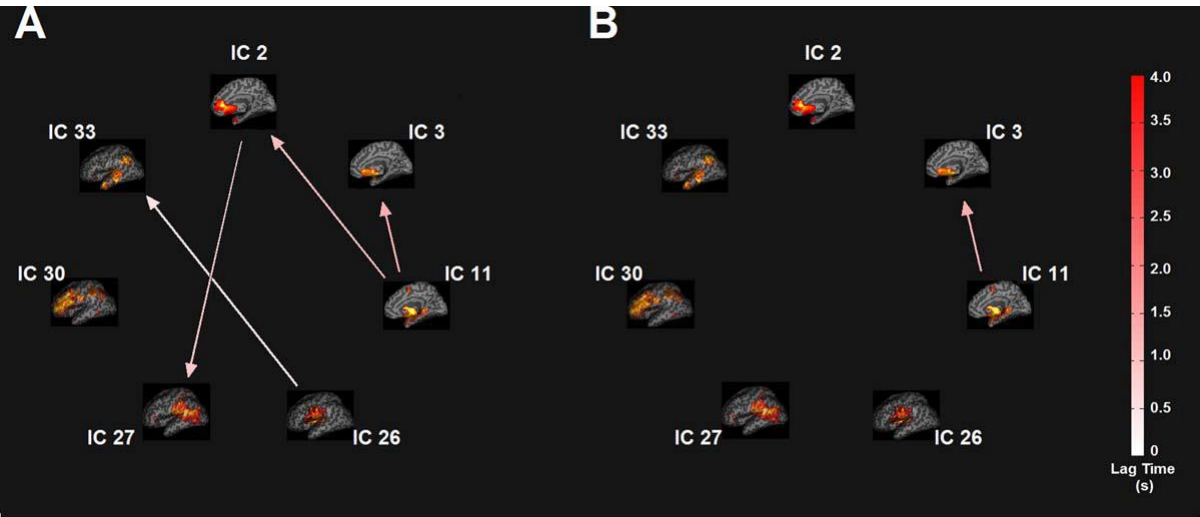 A
IC 2
IC 33
IC 3
IC 30
IC 11
IC 27
IC 26
B
IC 2
IC 33
IC 3
IC 30
IC 11
IC 27
IC 26
4.0
3.5
3.0
2.5
2.0
1.5
1.0
0.5
0
Lag Time
(s)